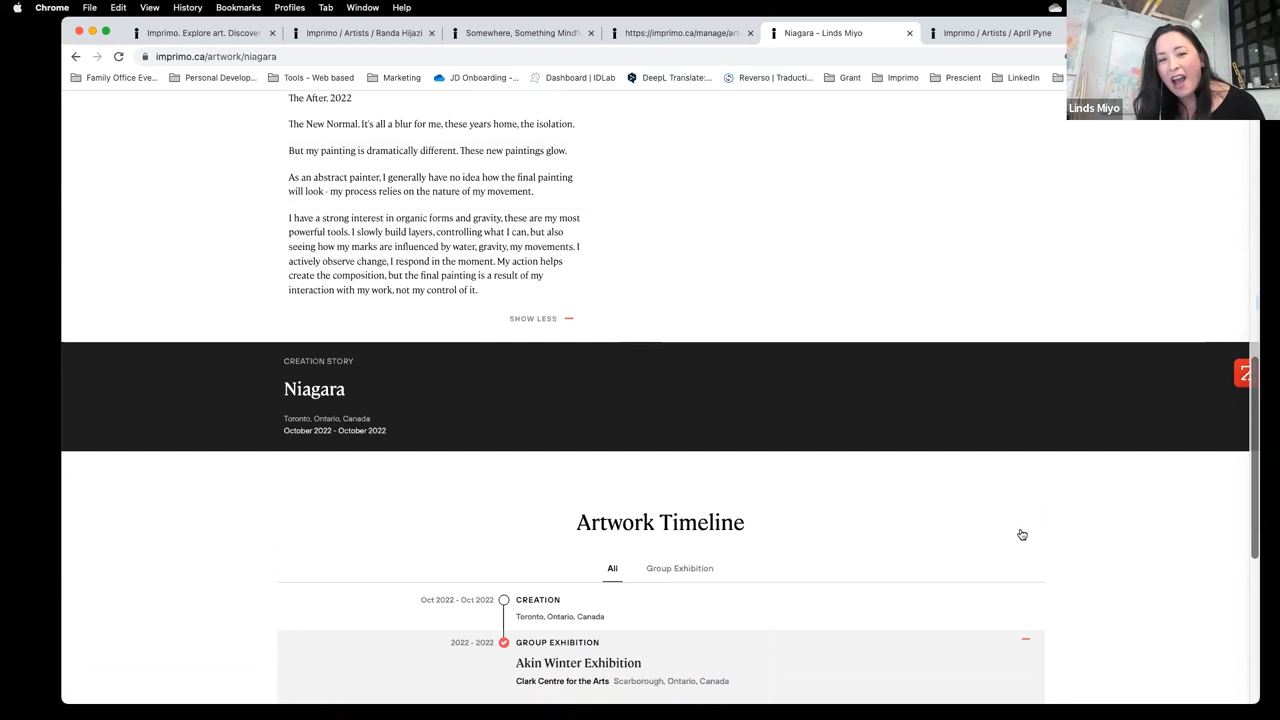 Chrome File Edit View History Bookmarks Profiles Tab Window Help
Imprimo. Explore art. Discover
Imprimo / Artists / Randa Hijazi
Somewhere, Something Mindfu
https://imprimo.ca/manage/art
Niagara - Linds Miyo
Imprimo / Artists / April Pyne
imprimo.ca/artwork/niagara
Family Office Eve... Personal Develop... Tools - Web based Marketing JD Onboarding -... Dashboard | IDLab DeepL Translate:... Reverso | Traducti... Grant Imprimo Prescient LinkedIn
Linds Miyo
The After. 2022
The New Normal. It's all a blur for me, these years home, the isolation.
But my painting is dramatically different. These new paintings glow.
As an abstract painter, I generally have no idea how the final painting
will look - my process relies on the nature of my movement.
I have a strong interest in organic forms and gravity, these are my most
powerful tools. I slowly build layers, controlling what I can, but also
seeing how my marks are influenced by water, gravity, my movements. I
actively observe change, I respond in the moment. My action helps
create the composition, but the final painting is a result of my
interaction with my work, not my control of it.
SHOW LESS
CREATION STORY
Niagara
Toronto, Ontario, Canada
October 2022 - October 2022
Artwork Timeline
All Group Exhibition
Oct 2022 - Oct 2022 CREATION
Toronto, Ontario, Canada
2022 - 2022 GROUP EXHIBITION
Akin Winter Exhibition
Clark Centre for the Arts Scarborough, Ontario, Canada